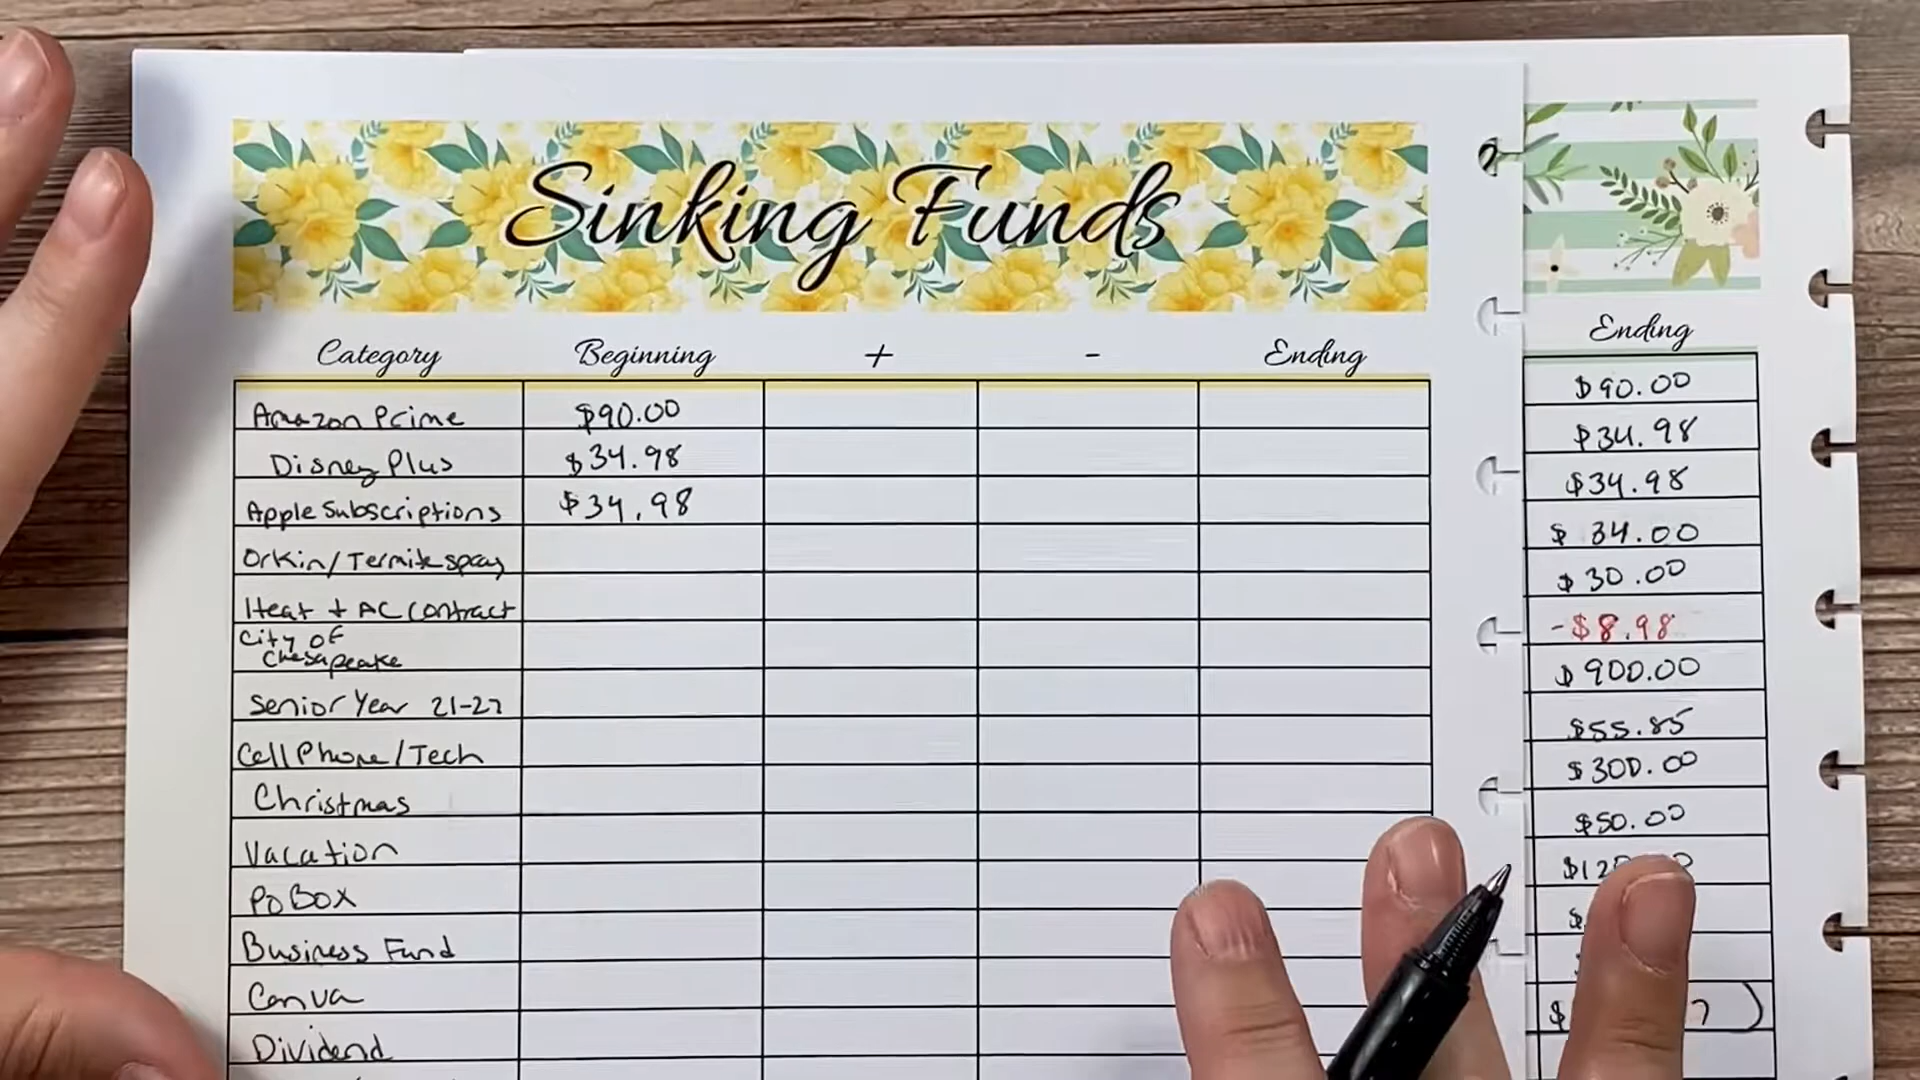 Sinking Funds
Category Beginning + - Ending
Amazon Prime $90.00
Disney Plus $34.98
Apple Subscriptions $34.98
Orkin/Termite spray
Heat + AC Contract
City of
Chesapeake
Senior Year 21-22
Cell Phone/Tech
Christmas
Vacation
PO BOX
Business Fund
Canva
Dividend
Ending
$90.00
$34.98
$34.98
$34.00
$30.00
-$8.98
$900.00
$55.85
$300.00
$50.00